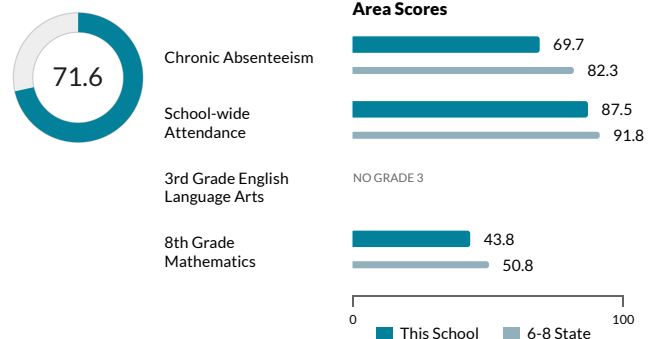 Area Scores
71.6
Chronic Absenteeism
69.7
82.3
School-wide
Attendance
87.5
91.8
3rd Grade English
Language Arts
NO GRADE 3
8th Grade
Mathematics
43.8
50.8
0
100
This School
6-8 State